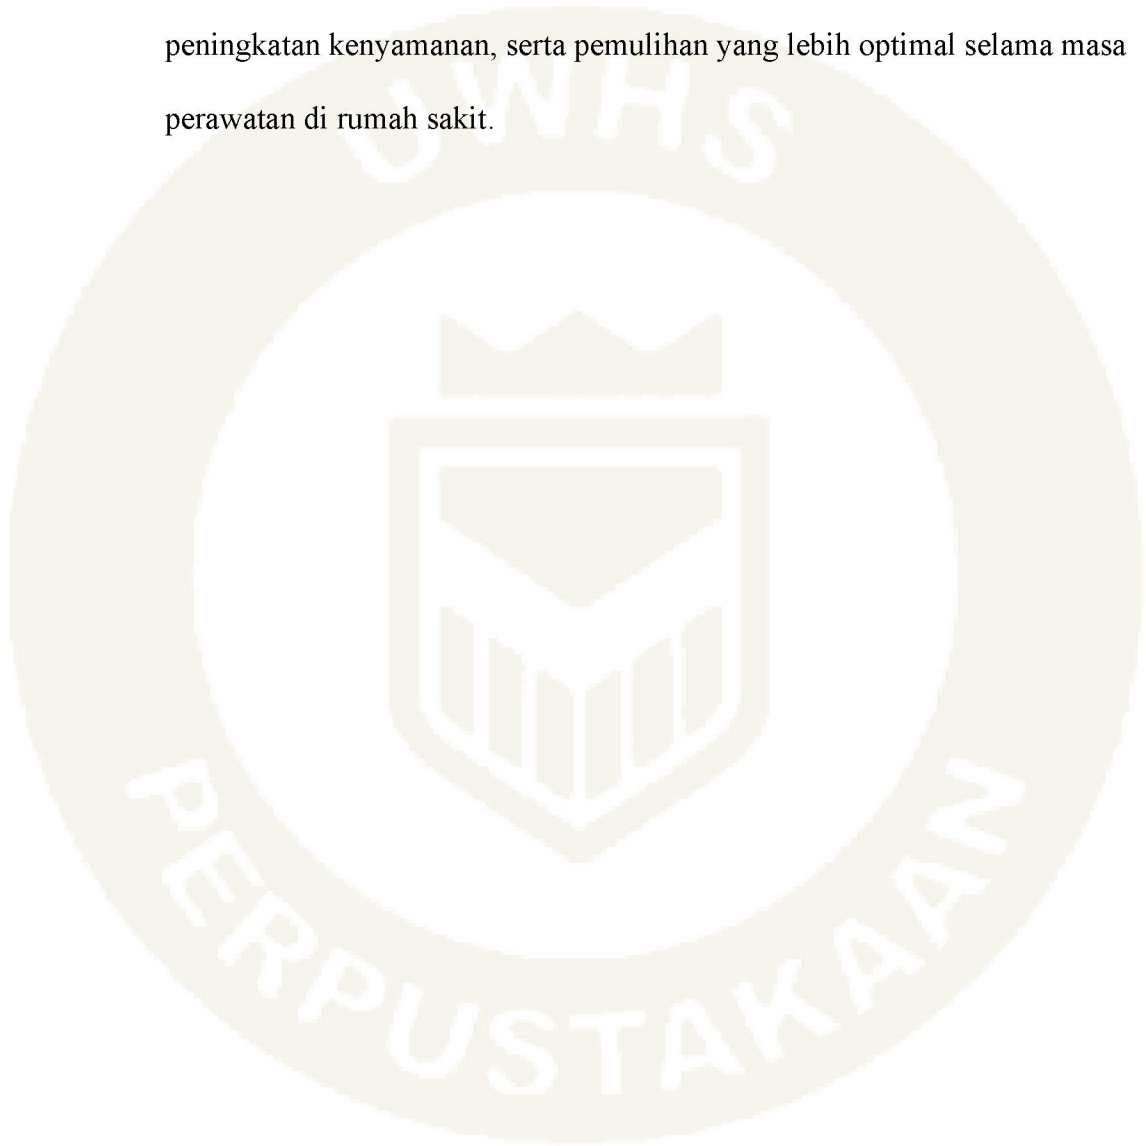 peningkatan kenyamanan, serta pemulihan yang lebih optimal selama masa
perawatan di rumah sakit.
UWHS
PERPUSTAKAAN